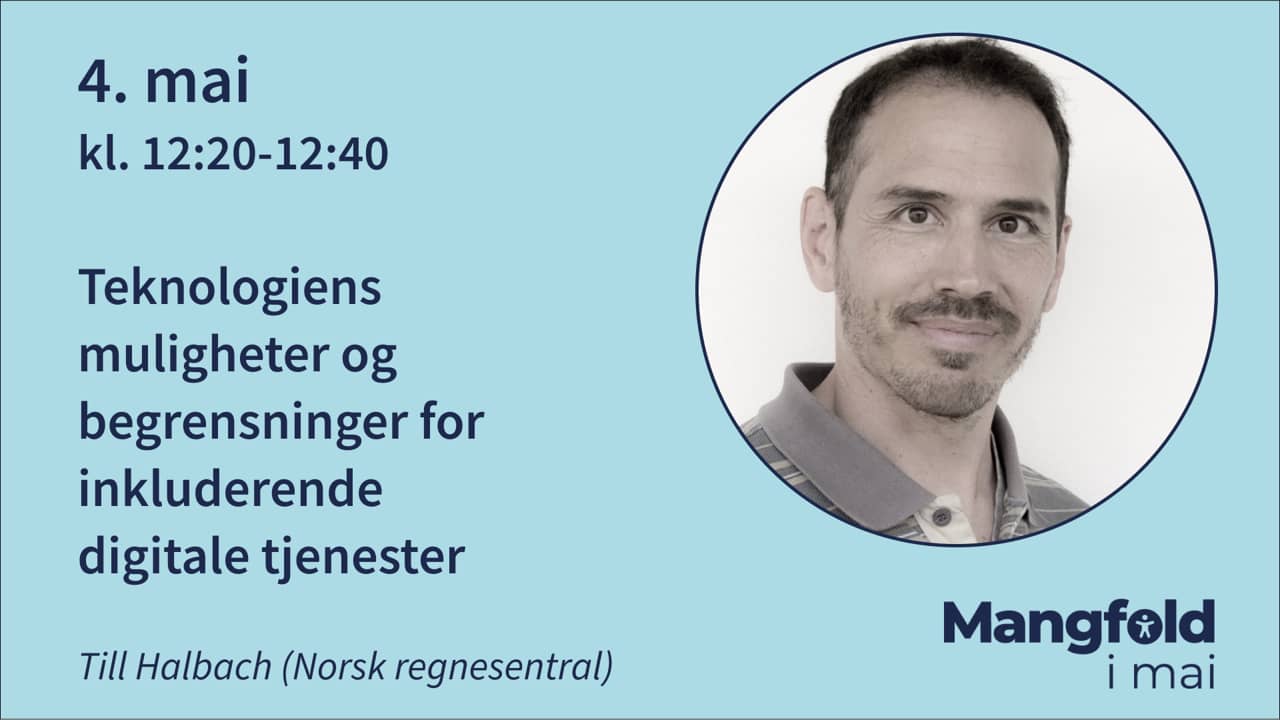 4. mai
kl. 12:20-12:40
Teknologiens
muligheter og
begrensninger for
inkluderende
digitale tjenester
Till Halbach (Norsk regnesentral)
Mangfold
i mai